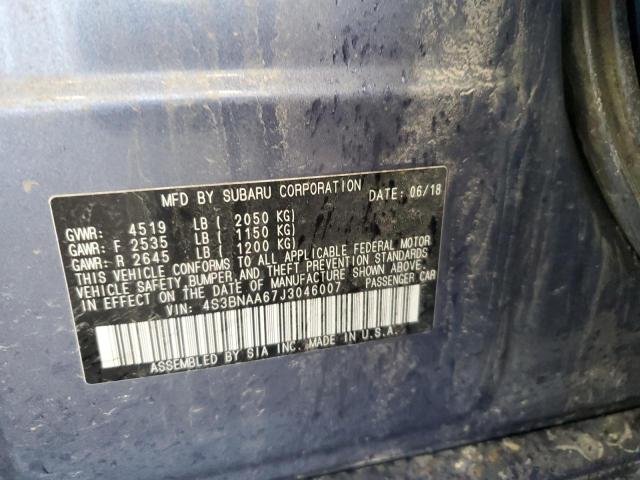 MFD BY SUBARU CORPORATION DATE: 06/18
GVWR: 4519 LB ( 2050 KG)
GAWR: F 2535 LB ( 1150 KG)
GAWR: R 2645 LB ( 1200 KG)
THIS VEHICLE CONFORMS TO ALL APPLICABLE FEDERAL MOTOR
VEHICLE SAFETY, BUMPER, AND THEFT PREVENTION STANDARDS
IN EFFECT ON THE DATE OF MANUFACTURE SHOWN ABOVE.
VIN: 4S3BNAA67J3046007 PASSENGER CAR
ASSEMBLED BY SIA INC. MADE IN U.S.A.